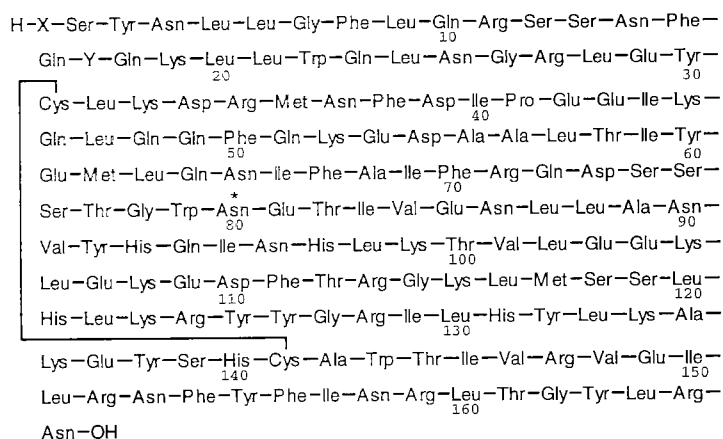 H-X-Ser-Tyr-Asn-Leu-Leu-Gly-Phe-Leu-Gln-Arg-Ser-Ser-Asn-Phe-
10
Gln-Y-Gln-Lys-Leu-Leu-Trp-Gln-Leu-Asn-Gly-Arg-Leu-Glu-Tyr
20 30
Cys-Leu-Lys-Asp-Arg-Met-Asn-Phe-Asp-Ile-Pro-Glu-Glu-Ile-Lys-
40
Gln-Leu-Gln-Gln-Phe-Gln-Lys-Glu-Asp-Ala-Ala-Leu-Thr-Ile-Tyr
50 60
Glu-Met-Leu-Gln-Asn-Ile-Phe-Ala-Ile-Phe-Arg-Gln-Asp-Ser-Ser-
70
*
Ser-Thr-Gly-Trp-Asn-Glu-Thr-Ile-Val-Glu-Asn-Leu-Leu-Ala-Asn-
80 90
Val-Tyr-His-Gln-Ile-Asn-His-Leu-Lys-Thr-Val-Leu-Glu-Glu-Lys-
100
Leu-Glu-Lys-Glu-Asp-Phe-Thr-Arg-Gly-Lys-Leu-Met-Ser-Ser-Leu-
110 120
His-Leu-Lys-Arg-Tyr-Tyr-Gly-Arg-Ile-Leu-His-Tyr-Leu-Lys-Ala-
130
Lys-Glu-Tyr-Ser-His-Cys-Ala-Trp-Thr-Ile-Val-Arg-Val-Glu-Ile-
140 150
Leu-Arg-Asn-Phe-Tyr-Phe-Ile-Asn-Arg-Leu-Thr-Gly-Tyr-Leu-Arg-
160
Asn-OH